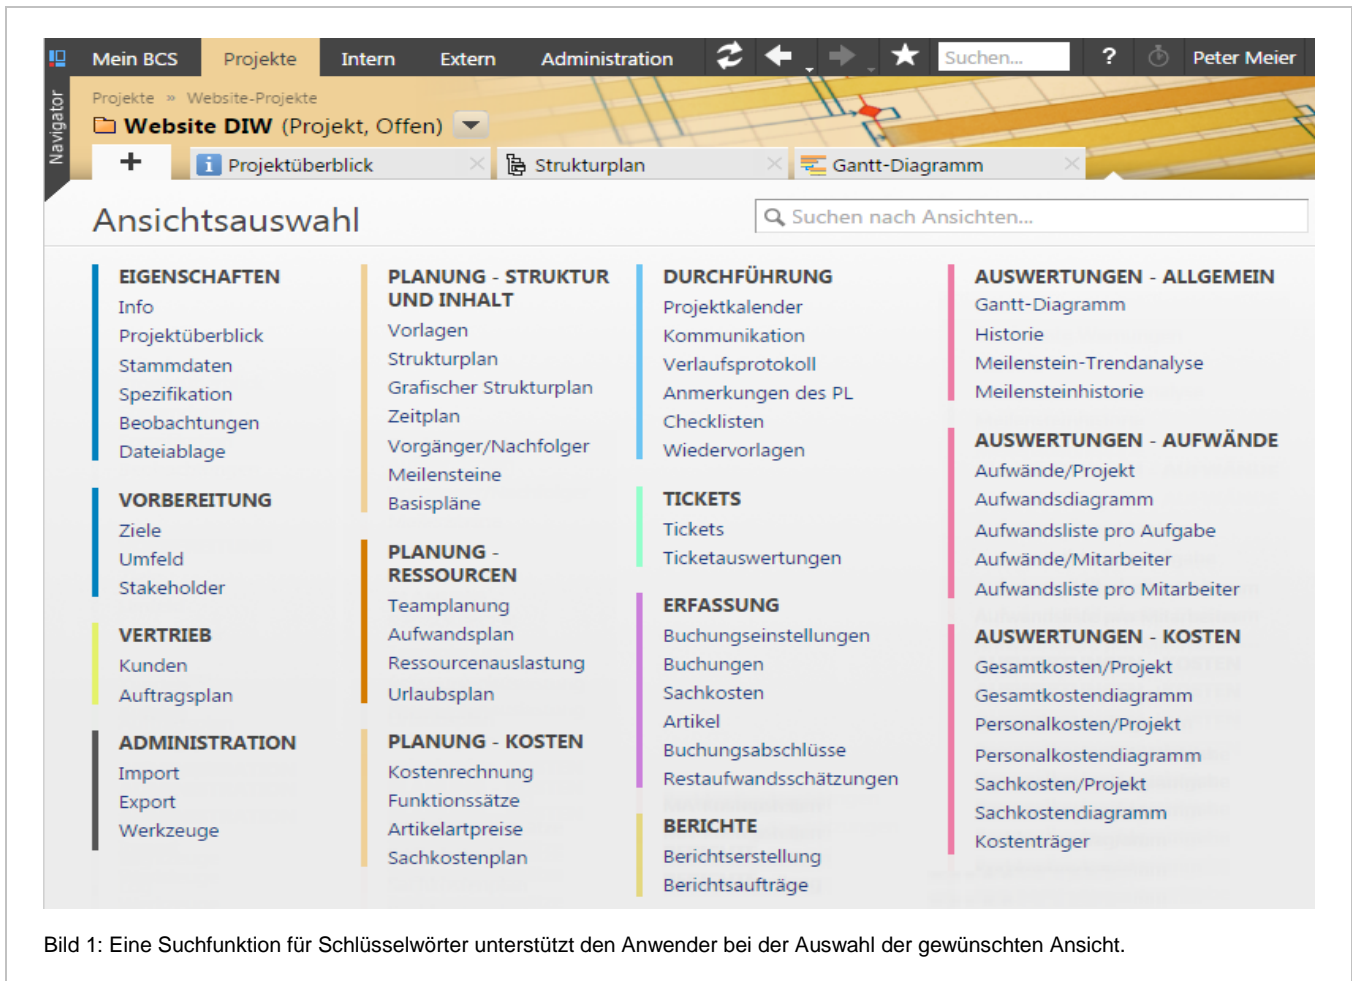 Mein BCS Projekte Intern Extern Administration Suchen... ? Peter Meier
Navigator
Projekte » Website-Projekte
Website DIW (Projekt, Offen)
+ Projektüberblick Strukturplan Gantt-Diagramm
Ansichtsauswahl
Suchen nach Ansichten...
EIGENSCHAFTEN
Info
Projektüberblick
Stammdaten
Spezifikation
Beobachtungen
Dateiablage
VORBEREITUNG
Ziele
Umfeld
Stakeholder
VERTRIEB
Kunden
Auftragsplan
ADMINISTRATION
Import
Export
Werkzeuge
PLANUNG - STRUKTUR
UND INHALT
Vorlagen
Strukturplan
Grafischer Strukturplan
Zeitplan
Vorgänger/Nachfolger
Meilensteine
Basispläne
PLANUNG -
RESSOURCEN
Teamplanung
Aufwandsplan
Ressourcenauslastung
Urlaubsplan
PLANUNG - KOSTEN
Kostenrechnung
Funktionssätze
Artikelartpreise
Sachkostenplan
DURCHFÜHRUNG
Projektkalender
Kommunikation
Verlaufsprotokoll
Anmerkungen des PL
Checklisten
Wiedervorlagen
TICKETS
Tickets
Ticketauswertungen
ERFASSUNG
Buchungseinstellungen
Buchungen
Sachkosten
Artikel
Buchungsabschlüsse
Restaufwandsschätzungen
BERICHTE
Berichtserstellung
Berichtsaufträge
AUSWERTUNGEN - ALLGEMEIN
Gantt-Diagramm
Historie
Meilenstein-Trendanalyse
Meilensteinhistorie
AUSWERTUNGEN - AUFWÄNDE
Aufwände/Projekt
Aufwandsdiagramm
Aufwandsliste pro Aufgabe
Aufwände/Mitarbeiter
Aufwandsliste pro Mitarbeiter
AUSWERTUNGEN - KOSTEN
Gesamtkosten/Projekt
Gesamtkostendiagramm
Personalkosten/Projekt
Personalkostendiagramm
Sachkosten/Projekt
Sachkostendiagramm
Kostenträger
Bild 1: Eine Suchfunktion für Schlüsselwörter unterstützt den Anwender bei der Auswahl der gewünschten Ansicht.